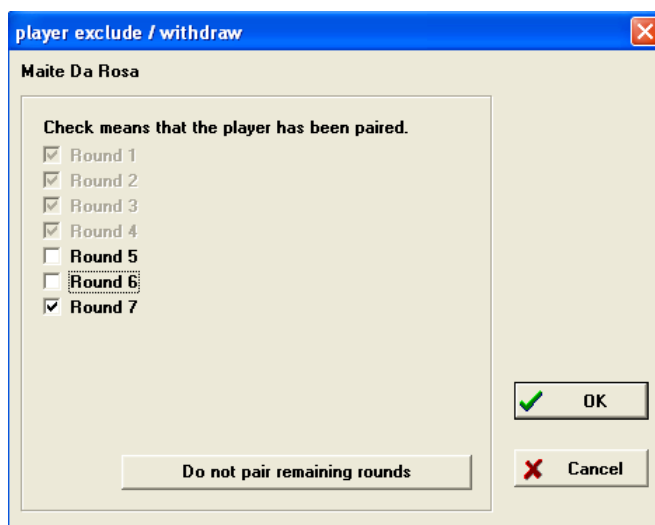 player exclude / withdraw
Maite Da Rosa
Check means that the player has been paired.
Round 1
Round 2
Round 3
Round 4
Round 5
Round 6
Round 7
OK
Do not pair remaining rounds
Cancel